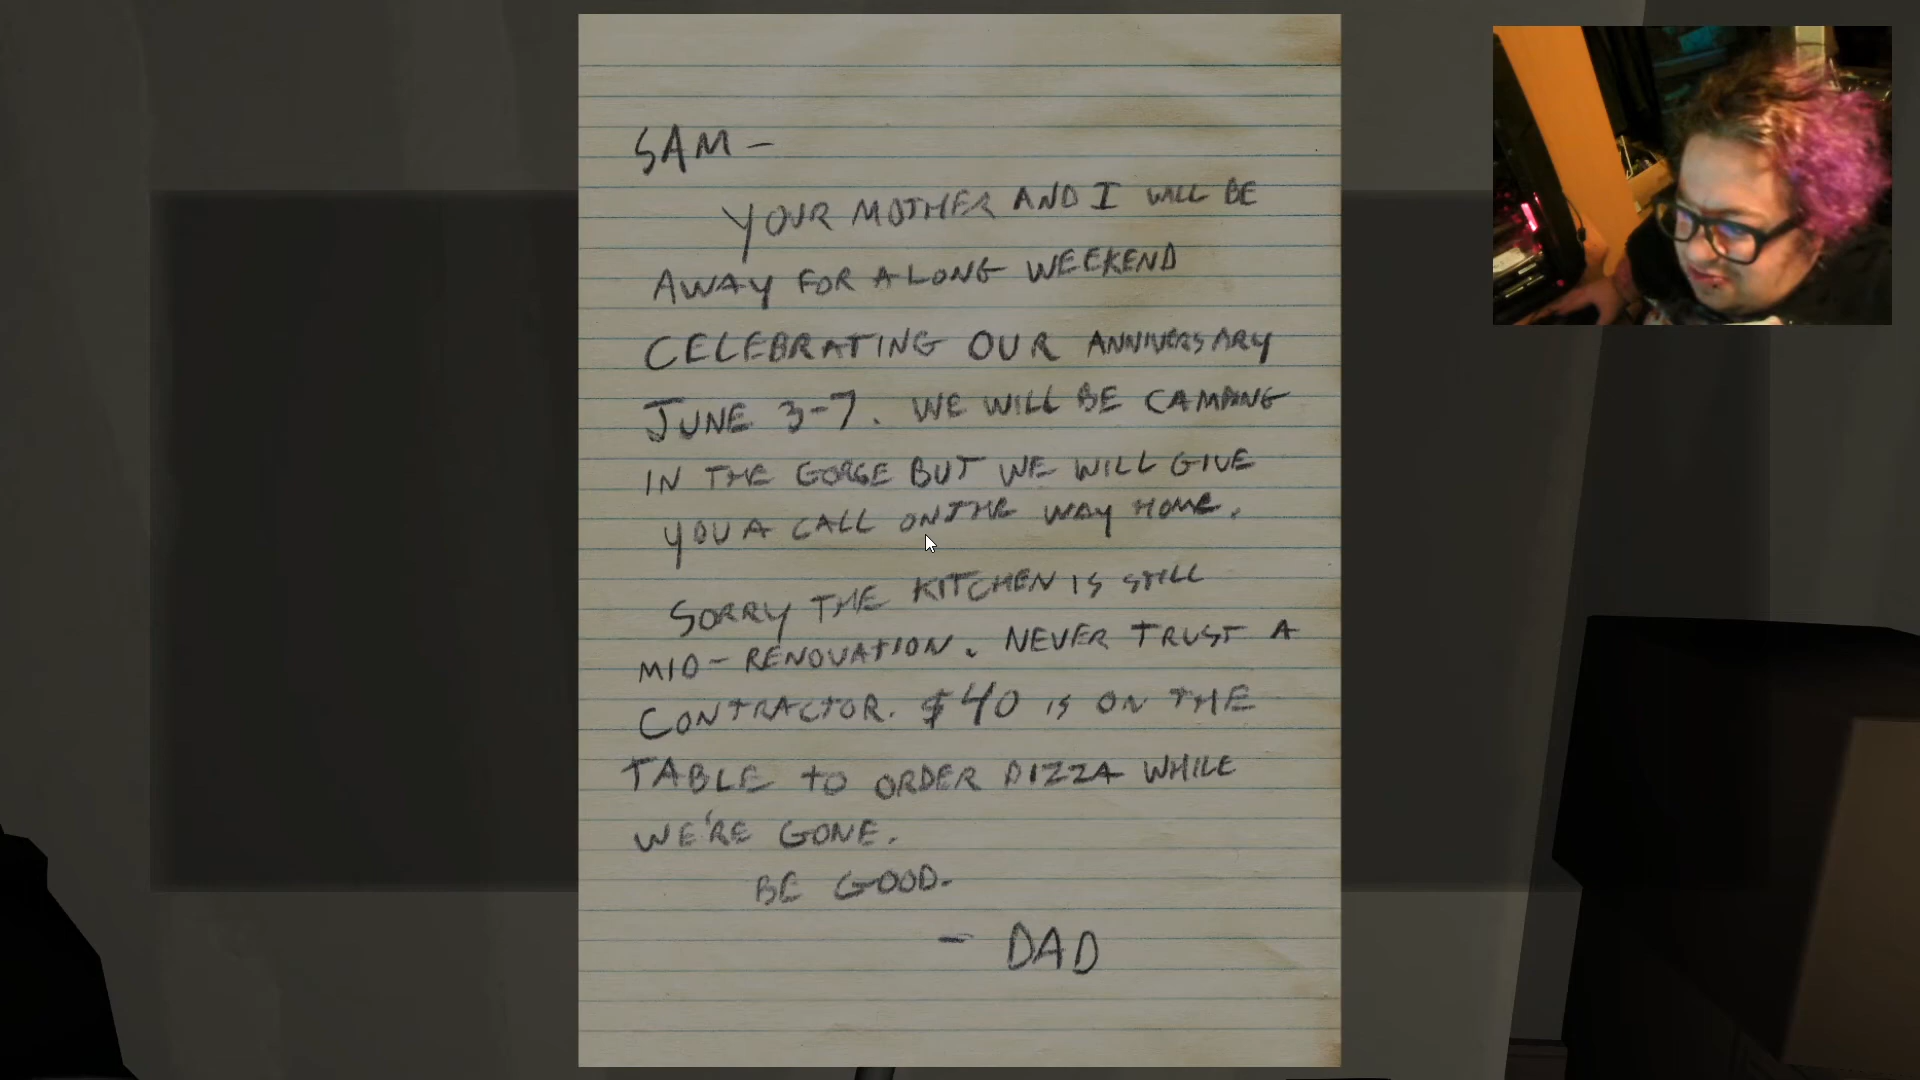 SAM -
YOUR MOTHER AND I WILL BE
AWAY FOR A LONG WEEKEND
CELEBRATING OUR ANNIVERSARY
JUNE 3-7. WE WILL BE CAMPING
IN THE GORGE BUT WE WILL GIVE
YOU A CALL ON THE WAY HOME.
SORRY THE KITCHEN IS STILL
MID-RENOVATION. NEVER TRUST A
CONTRACTOR. $40 IS ON THE
TABLE TO ORDER PIZZA WHILE
WE'RE GONE.
BE GOOD.
- DAD